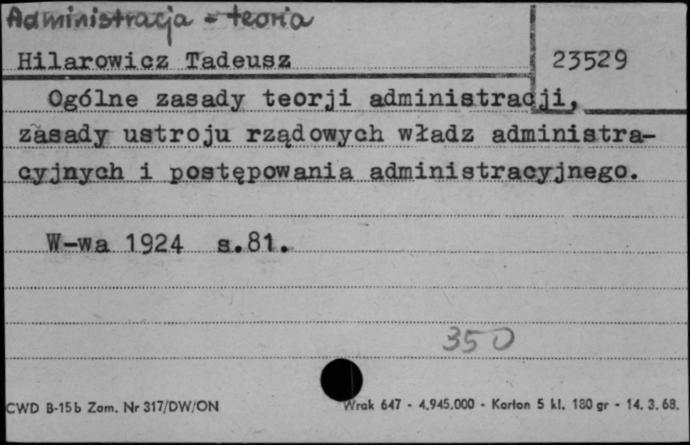 Administracja - teoria
Hilarowicz Tadeusz 23529
Ogólne zasady teorji administracji,
zasady ustroju rządowych władz administra-
cyjnych i postępowania administracyjnego.
W-wa 1924 s.81.
350
CWD B-15b Zam. Nr 317/DW/ON Wrak 647 - 4.945.000 - Karton 5 kl. 180 gr - 14. 3. 68.